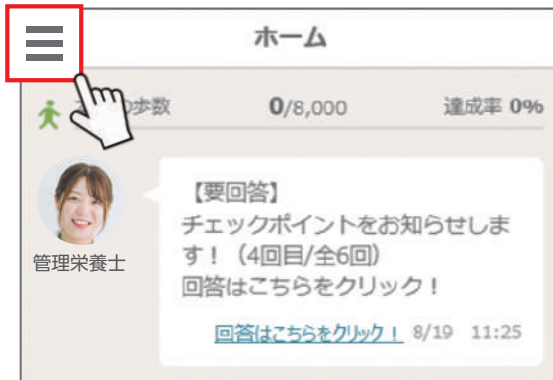 ホーム
の歩数 0/8,000 達成率 0%
【要回答】
チェックポイントをお知らせしま
す！（4回目/全6回）
回答はこちらをクリック！
管理栄養士
回答はこちらをクリック！ 8/19 11:25